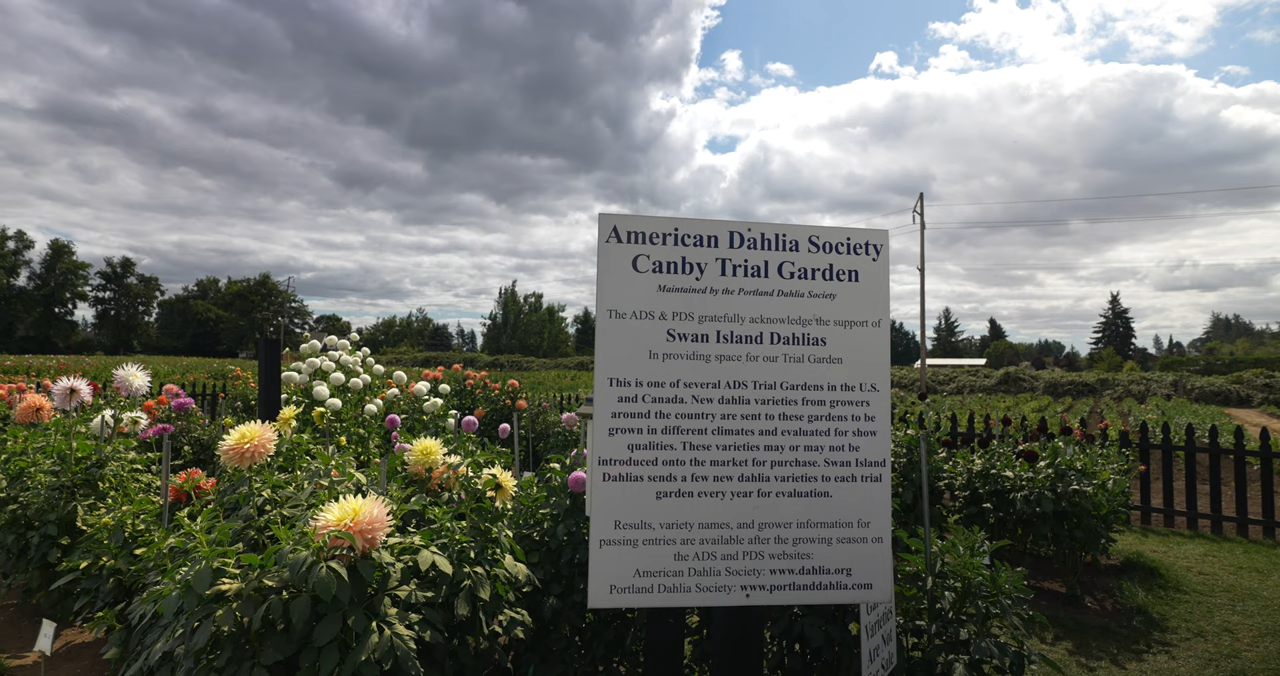 American Dahlia Society
Canby Trial Garden
Maintained by the Portland Dahlia Society
The ADS & PDS gratefully acknowledge the support of
Swan Island Dahlias
In providing space for our Trial Garden
This is one of several ADS Trial Gardens in the U.S.
and Canada. New dahlia varieties from growers
around the country are sent to these gardens to be
grown in different climates and evaluated for show
qualities. These varieties may or may not be
introduced onto the market for purchase. Swan Island
Dahlias sends a few new dahlia varieties to each trial
garden every year for evaluation.
Results, variety names, and grower information for
passing entries are available after the growing season on
the ADS and PDS websites:
American Dahlia Society: www.dahlia.org
Portland Dahlia Society: www.portlanddahlia.com
Varieties
Are Not
Sale